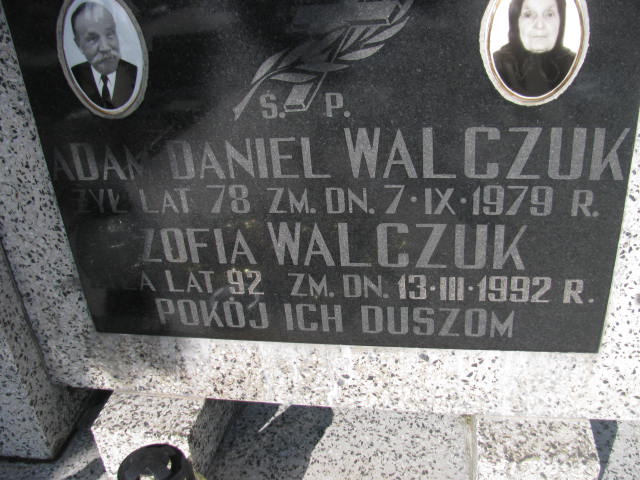 Ś. P.
ADAM DANIEL WALCZUK
ŻYŁ LAT 78 ZM. DN. 7·IX·1979 R.
ZOFIA WALCZUK
LAT 92 ZM. DN. 13·III·1992 R.
POKÓJ ICH DUSZOM